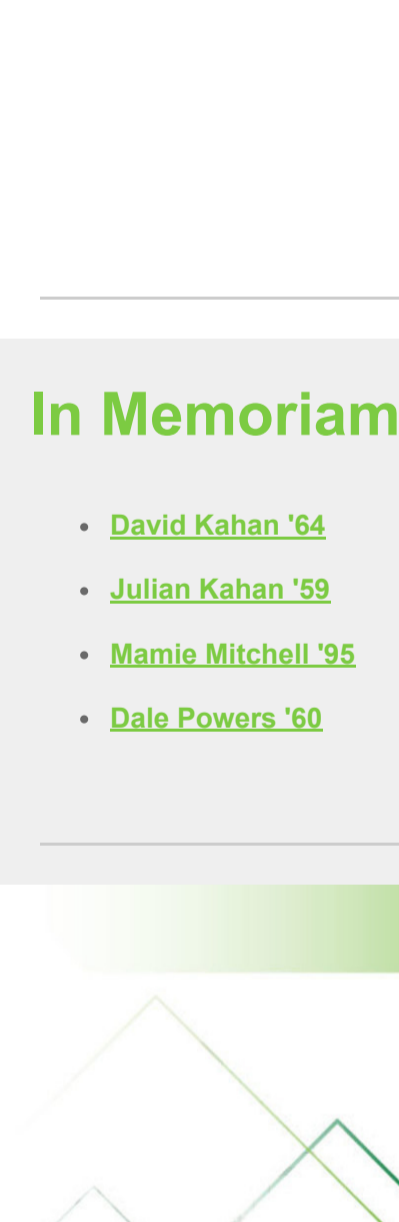 In Memoriam
David Kahan '64
Julian Kahan '59
Mamie Mitchell '95
Dale Powers '60